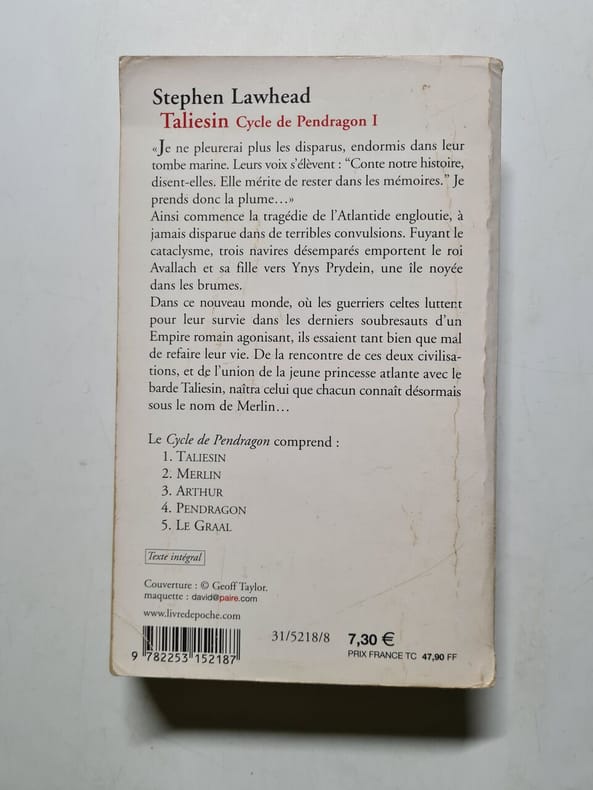 Stephen Lawhead
Taliesin Cycle de Pendragon I
«Je ne pleurerai plus les disparus, endormis dans leur
tombe marine. Leurs voix s'élèvent : "Conte notre histoire,
disent-elles. Elle mérite de rester dans les mémoires." Je
prends donc la plume…»
Ainsi commence la tragédie de l'Atlantide engloutie, à
jamais disparue dans de terribles convulsions. Fuyant le
cataclysme, trois navires désemparés emportent le roi
Avallach et sa fille vers Ynys Prydein, une île noyée
dans les brumes.
Dans ce nouveau monde, où les guerriers celtes luttent
pour leur survie dans les derniers soubresauts d'un
Empire romain agonisant, ils essaient tant bien que mal
de refaire leur vie. De la rencontre de ces deux civilisa-
tions, et de l'union de la jeune princesse atlante avec le
barde Taliesin, naîtra celui que chacun connaît désormais
sous le nom de Merlin…
Le Cycle de Pendragon comprend :
1. TALIESIN
2. MERLIN
3. ARTHUR
4. PENDRAGON
5. LE GRAAL
Texte intégral
Couverture : © Geoff Taylor.
maquette : david@paire.com
www.livredepoche.com
31/5218/8 7,30 €
PRIX FRANCE TC 47,90 FF
9 782253 152187